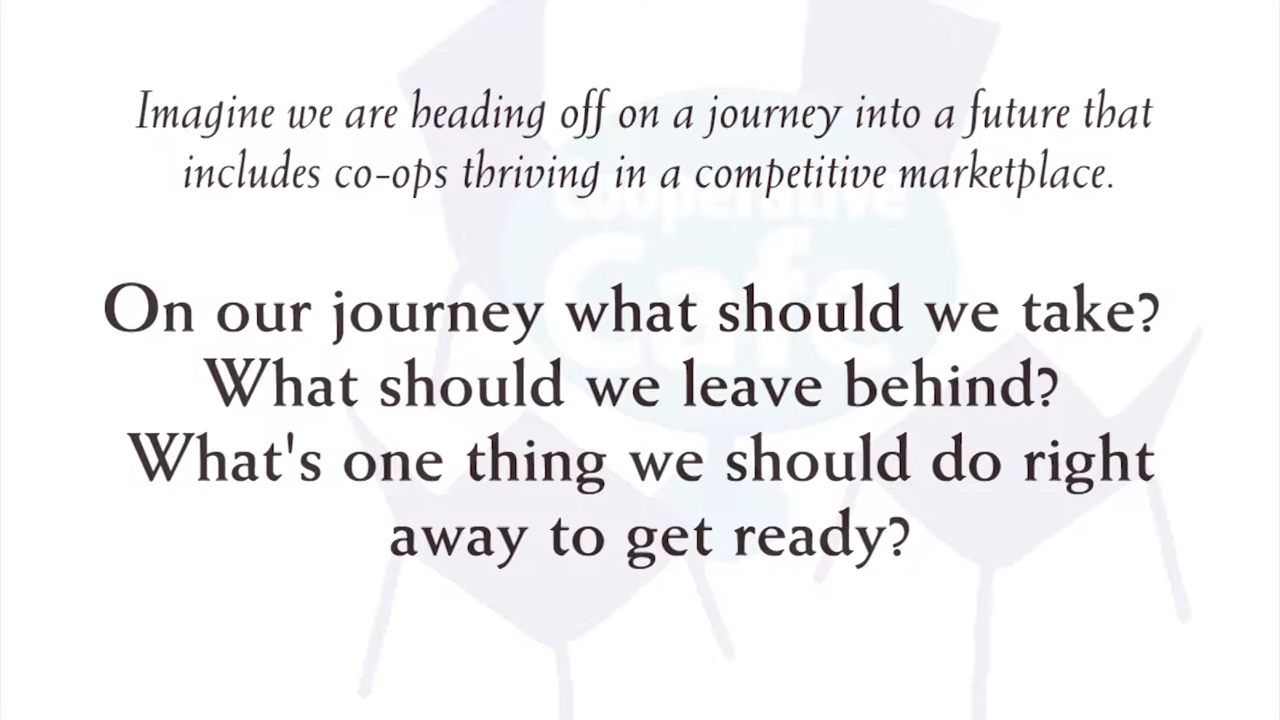 Imagine we are heading off on a journey into a future that
includes co-ops thriving in a competitive marketplace.
Cooperative
Cafe
On our journey what should we take?
What should we leave behind?
What's one thing we should do right
away to get ready?